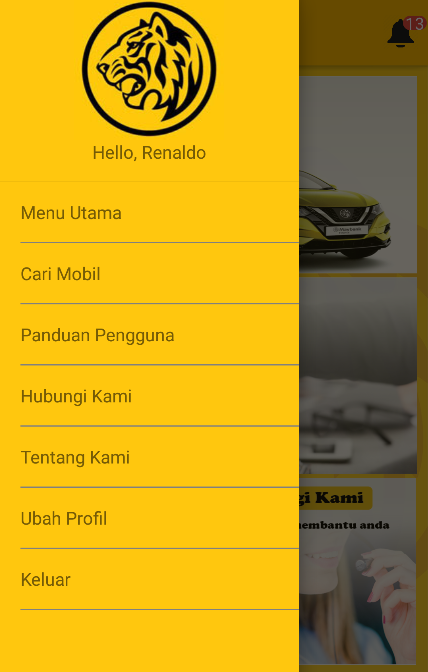 13
Hello, Renaldo
Menu Utama
Cari Mobil
Panduan Pengguna
Hubungi Kami
Tentang Kami
Ubah Profil
Keluar
gi Kami
embantu anda